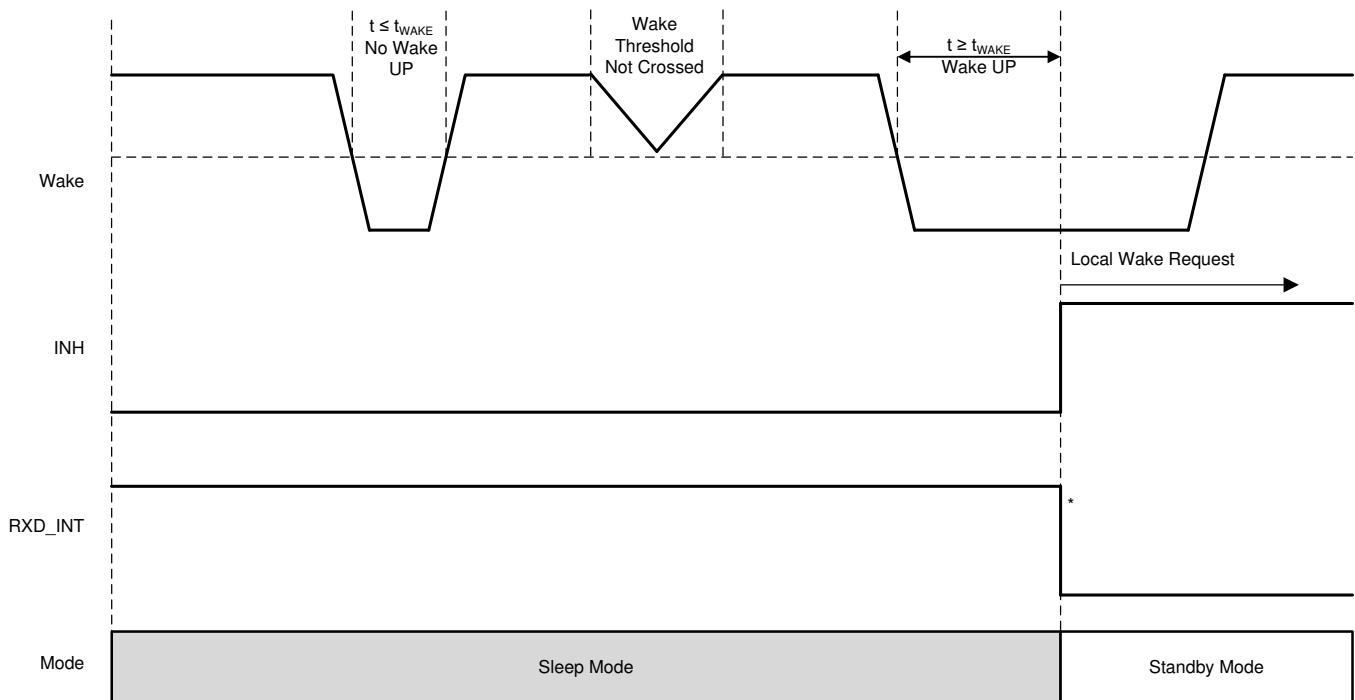 t ≤ tWAKE
No Wake
UP
Wake
Threshold
Not Crossed
t ≥ tWAKE
Wake UP
Wake
Local Wake Request
INH
RXD_INT
*
Mode
Sleep Mode
Standby Mode